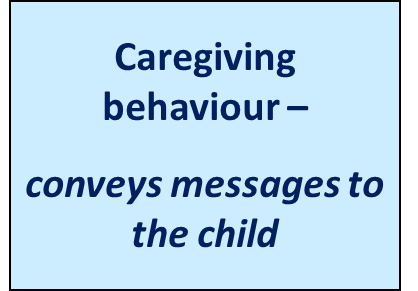 Caregiving
behaviour –
conveys messages to
the child